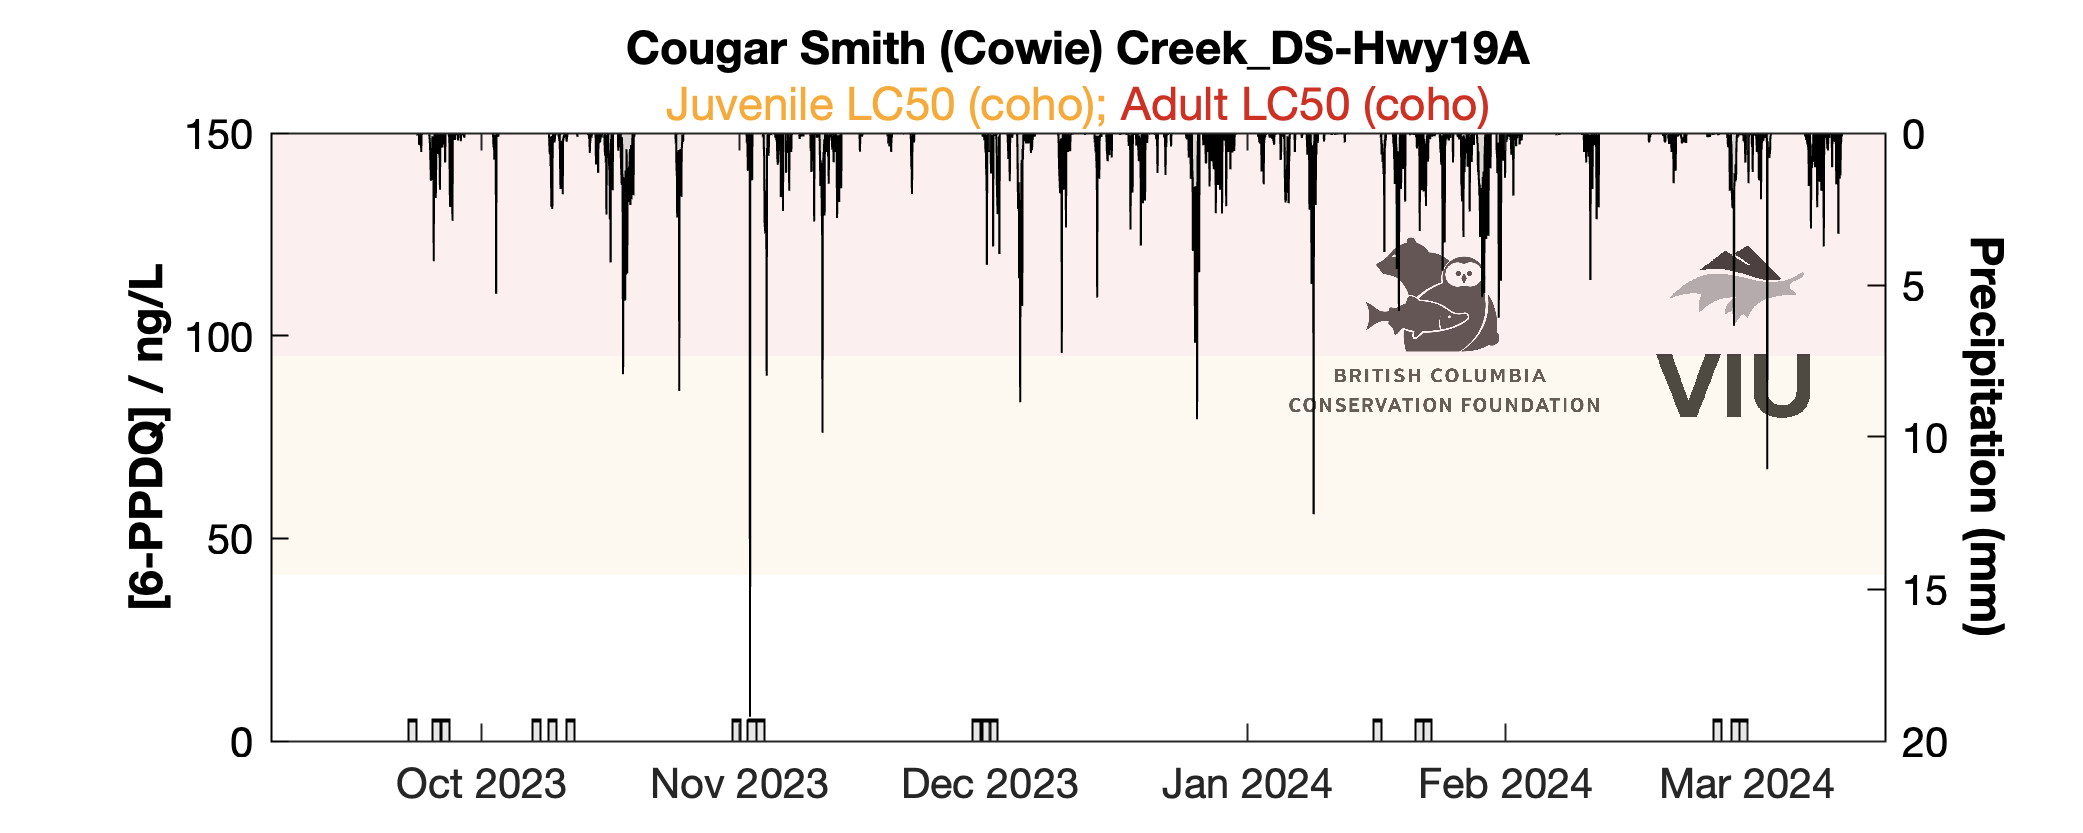 Cougar Smith (Cowie) Creek_DS-Hwy19A
Juvenile LC50 (coho); Adult LC50 (coho)
150
100
50
0
[6-PPDQ] / ng/L
0
5
10
15
20
Precipitation (mm)
BRITISH COLUMBIA
CONSERVATION FOUNDATION
VIU
Oct 2023 Nov 2023 Dec 2023 Jan 2024 Feb 2024 Mar 2024